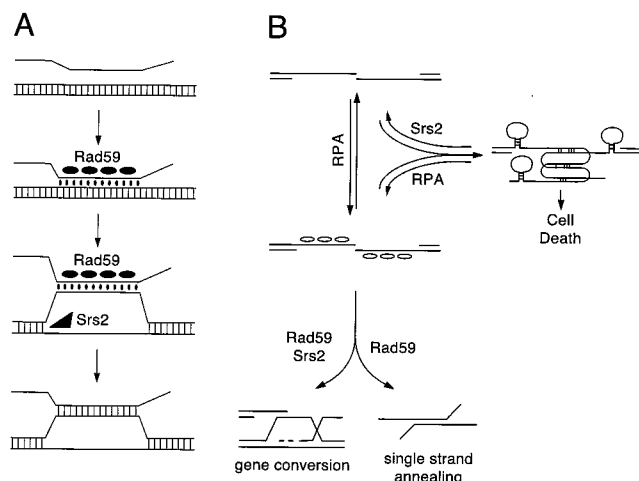 A
B
Rad59
Rad59
Srs2
RPA
Srs2
RPA
Cell
Death
Rad59
Srs2
Rad59
gene conversion
single strand
annealing